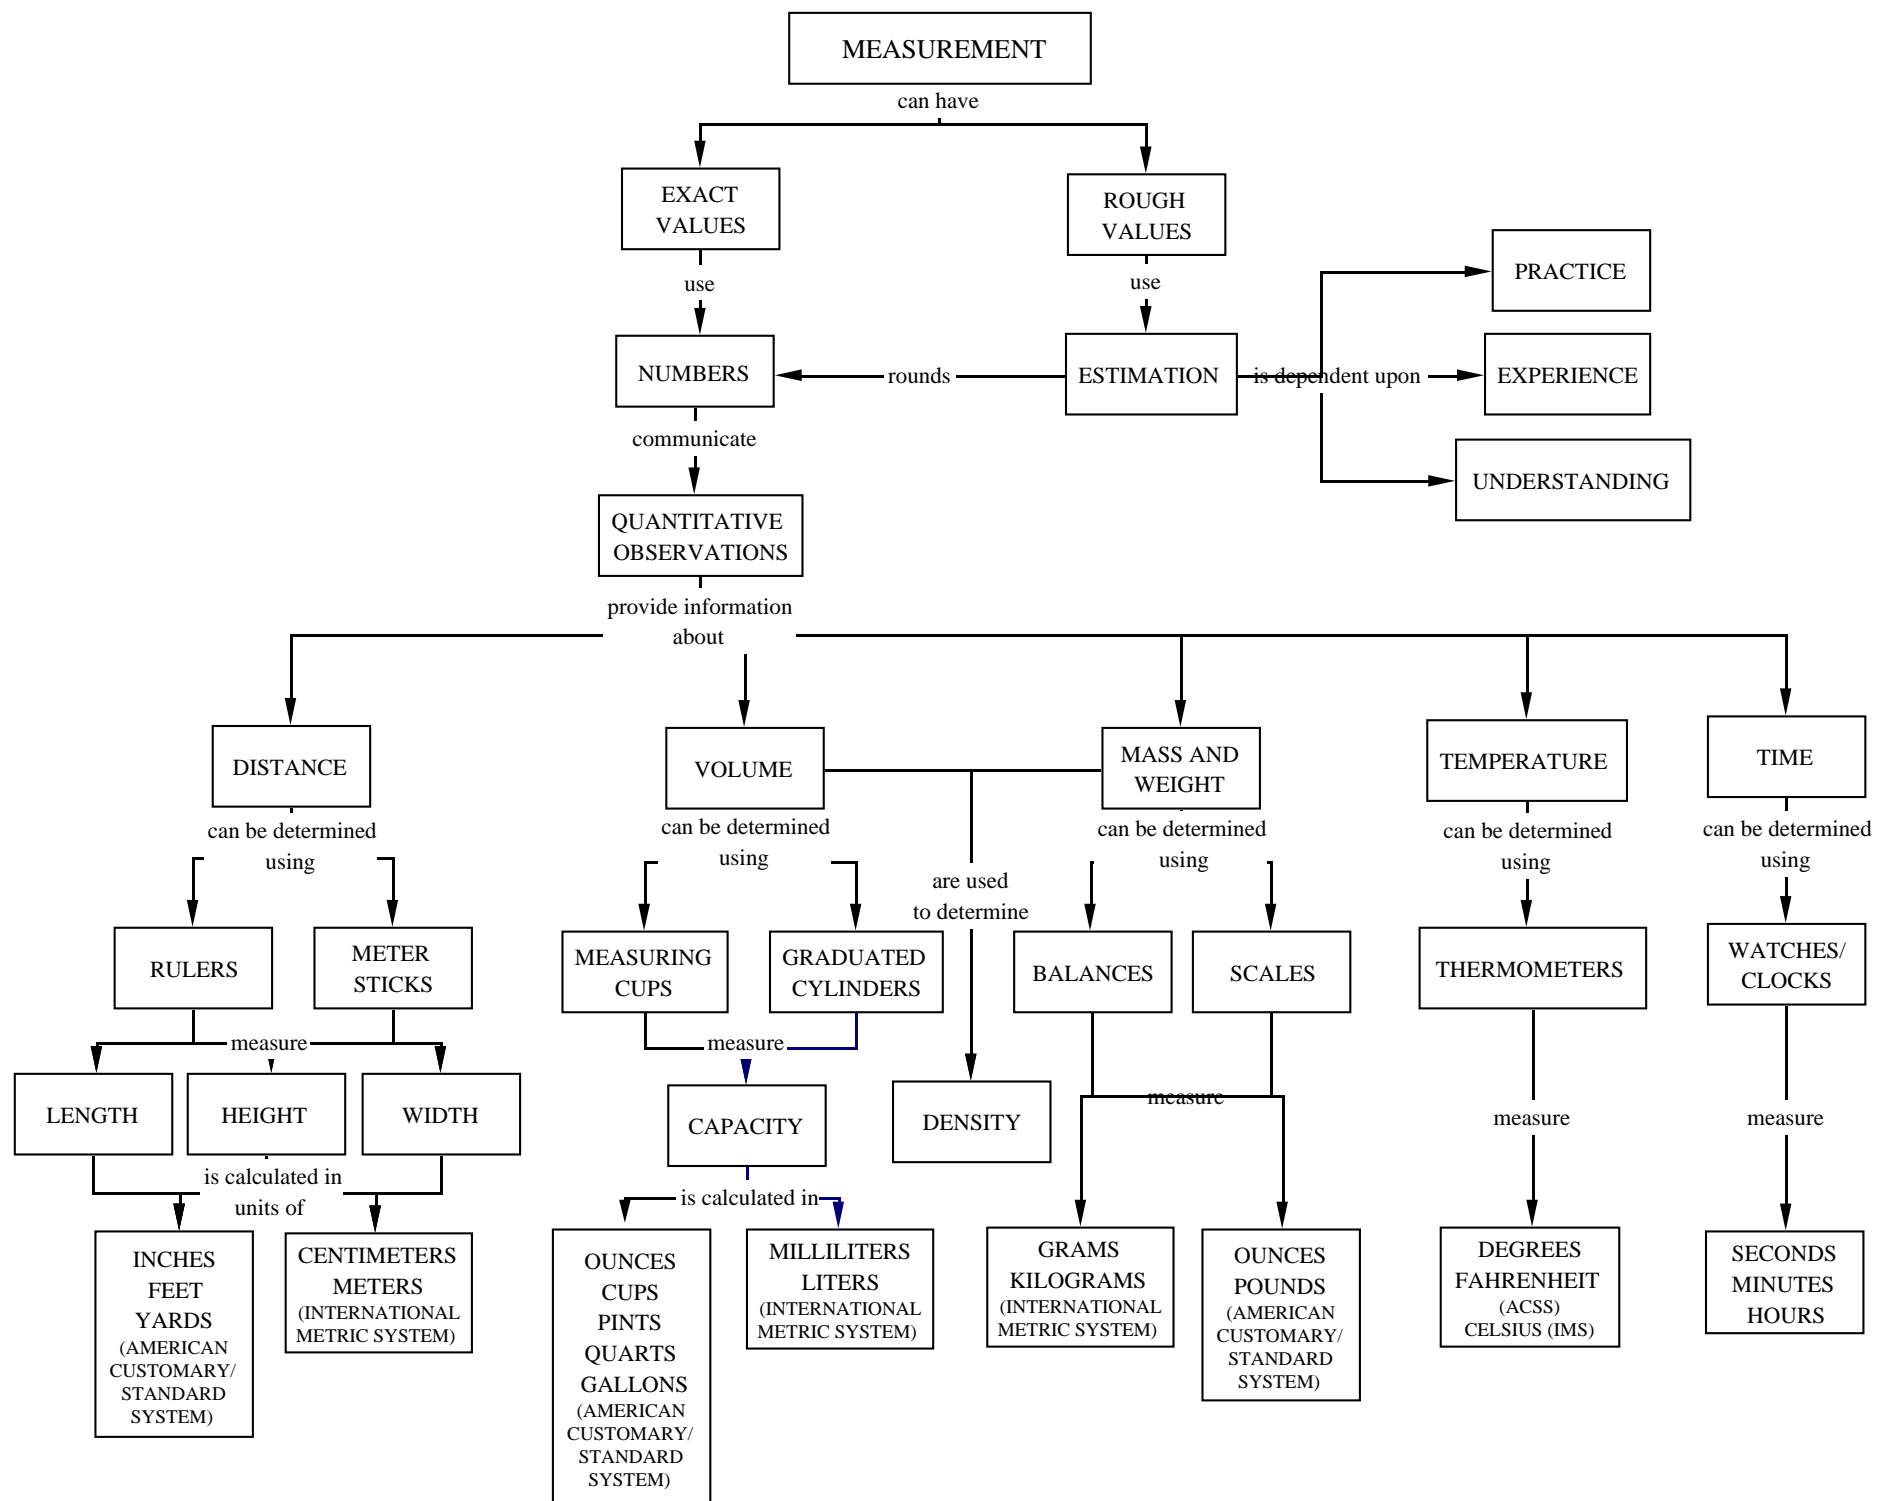 MEASUREMENT
can have
EXACT
VALUES
ROUGH
VALUES
use
use
NUMBERS
rounds
ESTIMATION
is dependent upon
PRACTICE
EXPERIENCE
UNDERSTANDING
communicate
QUANTITATIVE
OBSERVATIONS
provide information
about
DISTANCE
VOLUME
MASS AND
WEIGHT
TEMPERATURE
TIME
can be determined
using
can be determined
using
are used
to determine
can be determined
using
can be determined
using
can be determined
using
RULERS
METER
STICKS
MEASURING
CUPS
GRADUATED
CYLINDERS
BALANCES
SCALES
THERMOMETERS
WATCHES/
CLOCKS
measure
measure
measure
measure
measure
LENGTH
HEIGHT
WIDTH
CAPACITY
DENSITY
is calculated in
units of
is calculated in
INCHES
FEET
YARDS
(AMERICAN
CUSTOMARY/
STANDARD
SYSTEM)
CENTIMETERS
METERS
(INTERNATIONAL
METRIC SYSTEM)
OUNCES
CUPS
PINTS
QUARTS
GALLONS
(AMERICAN
CUSTOMARY/
STANDARD
SYSTEM)
MILLILITERS
LITERS
(INTERNATIONAL
METRIC SYSTEM)
GRAMS
KILOGRAMS
(INTERNATIONAL
METRIC SYSTEM)
OUNCES
POUNDS
(AMERICAN
CUSTOMARY/
STANDARD
SYSTEM)
DEGREES
FAHRENHEIT
(ACSS)
CELSIUS (IMS)
SECONDS
MINUTES
HOURS